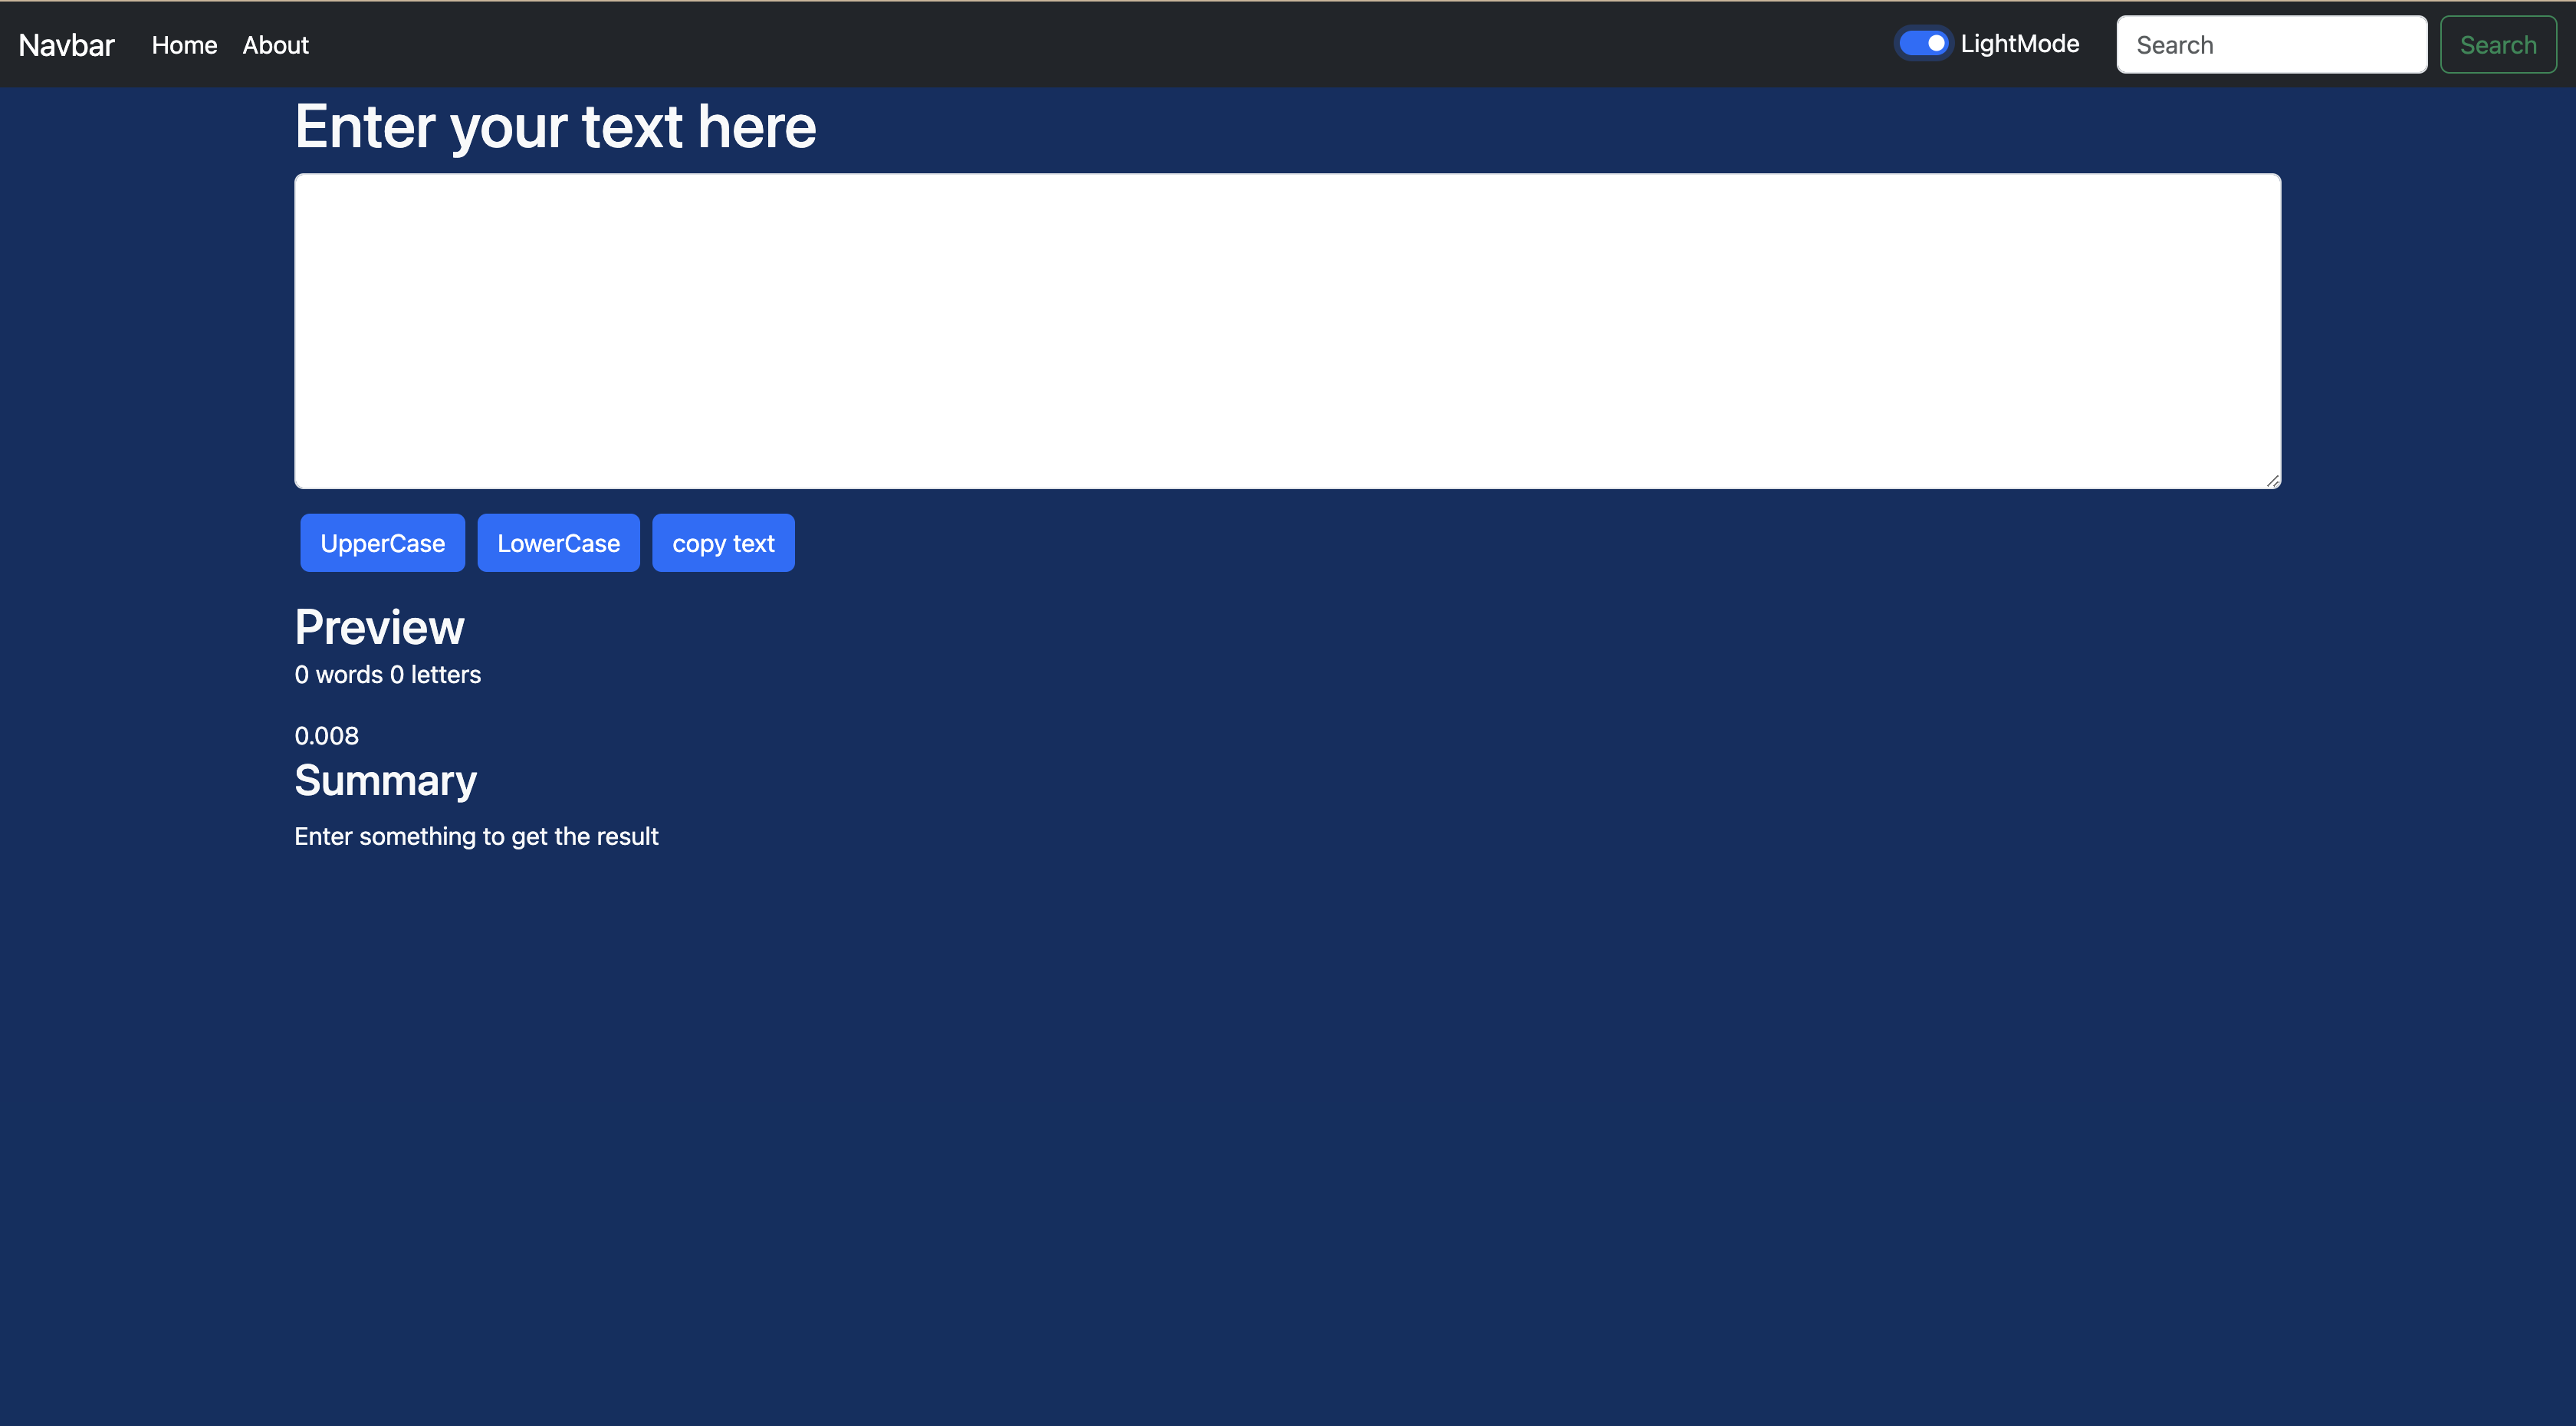 Navbar Home About LightMode Search Search
Enter your text here
UpperCase LowerCase copy text
Preview
0 words 0 letters
0.008
Summary
Enter something to get the result